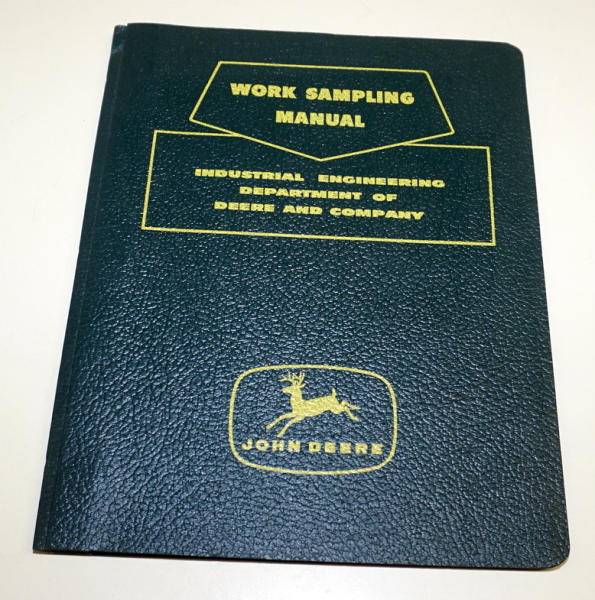 WORK SAMPLING
MANUAL
INDUSTRIAL ENGINEERING
DEPARTMENT OF
DEERE AND COMPANY
JOHN DEERE